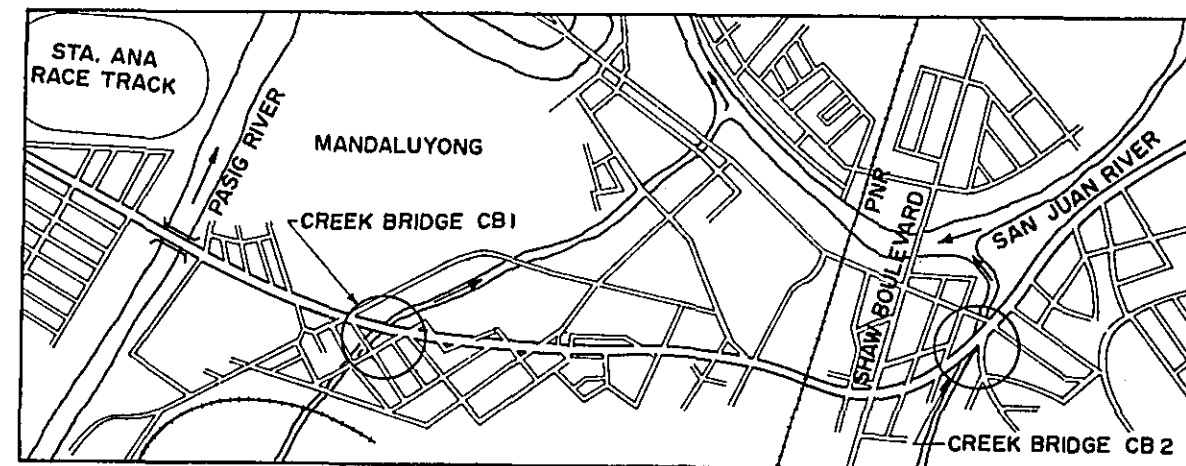 STA. ANA
RACE TRACK
PASIG RIVER
MANDALUYONG
CREEK BRIDGE CB1
PNR
SHAW BOULEVARD
SAN JUAN RIVER
CREEK BRIDGE CB2